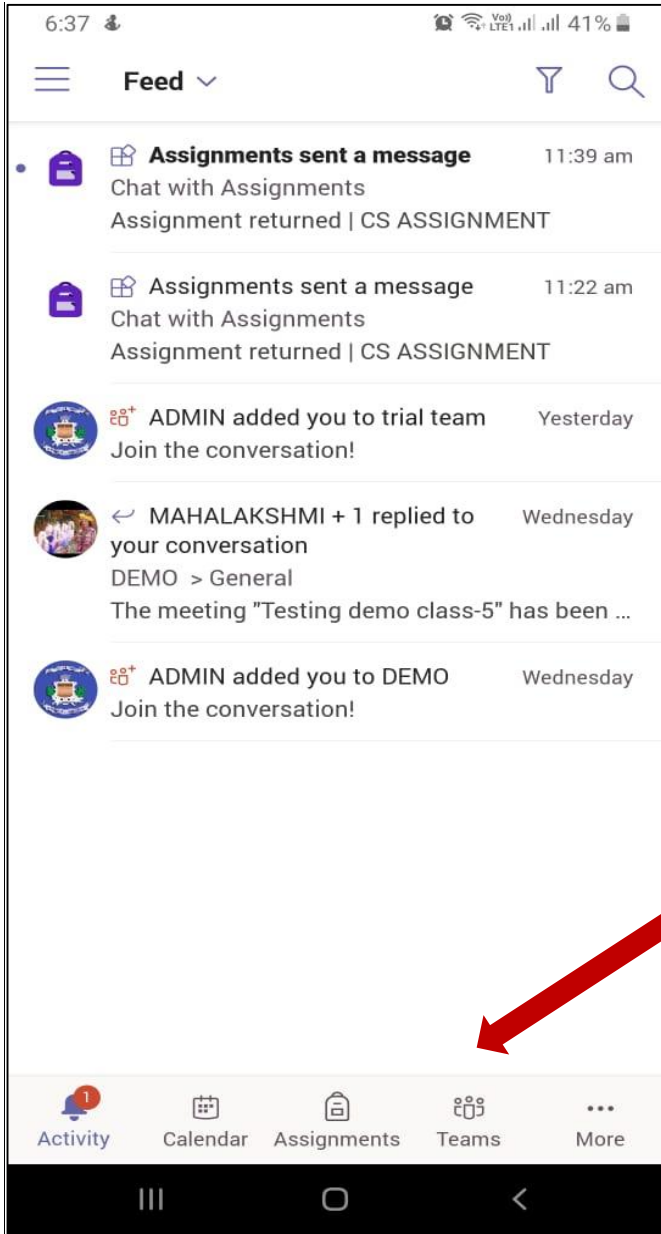 6:37 Vo)) LTE1 41%
Feed
Assignments sent a message 11:39 am
Chat with Assignments
Assignment returned | CS ASSIGNMENT
Assignments sent a message 11:22 am
Chat with Assignments
Assignment returned | CS ASSIGNMENT
ADMIN added you to trial team Yesterday
Join the conversation!
MAHALAKSHMI + 1 replied to Wednesday
your conversation
DEMO > General
The meeting "Testing demo class-5" has been ...
ADMIN added you to DEMO Wednesday
Join the conversation!
1
Activity Calendar Assignments Teams More